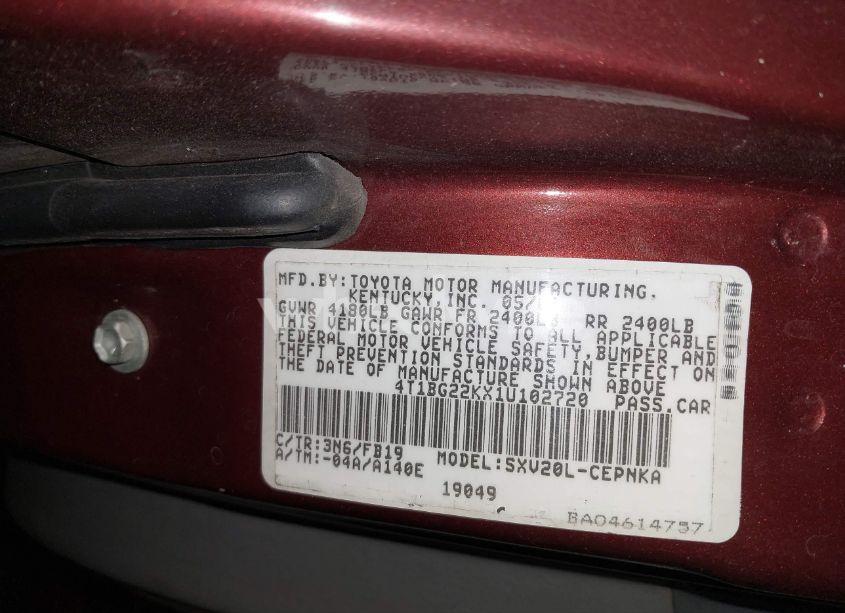 MFD.BY:TOYOTA MOTOR MANUFACTURING,
KENTUCKY,INC. 05/
GVWR 4180LB GAWR FR 2400LB RR 2400LB
THIS VEHICLE CONFORMS TO ALL APPLICABLE
FEDERAL MOTOR VEHICLE SAFETY,BUMPER AND
THEFT PREVENTION STANDARDS IN EFFECT ON
THE DATE OF MANUFACTURE SHOWN ABOVE
4T1BG22KX1U102720 PASS.CAR
C/TR:3N6/FB19
A/TM:-04A/A140E MODEL:SXV20L-CEPNKA
19049
BA04614757